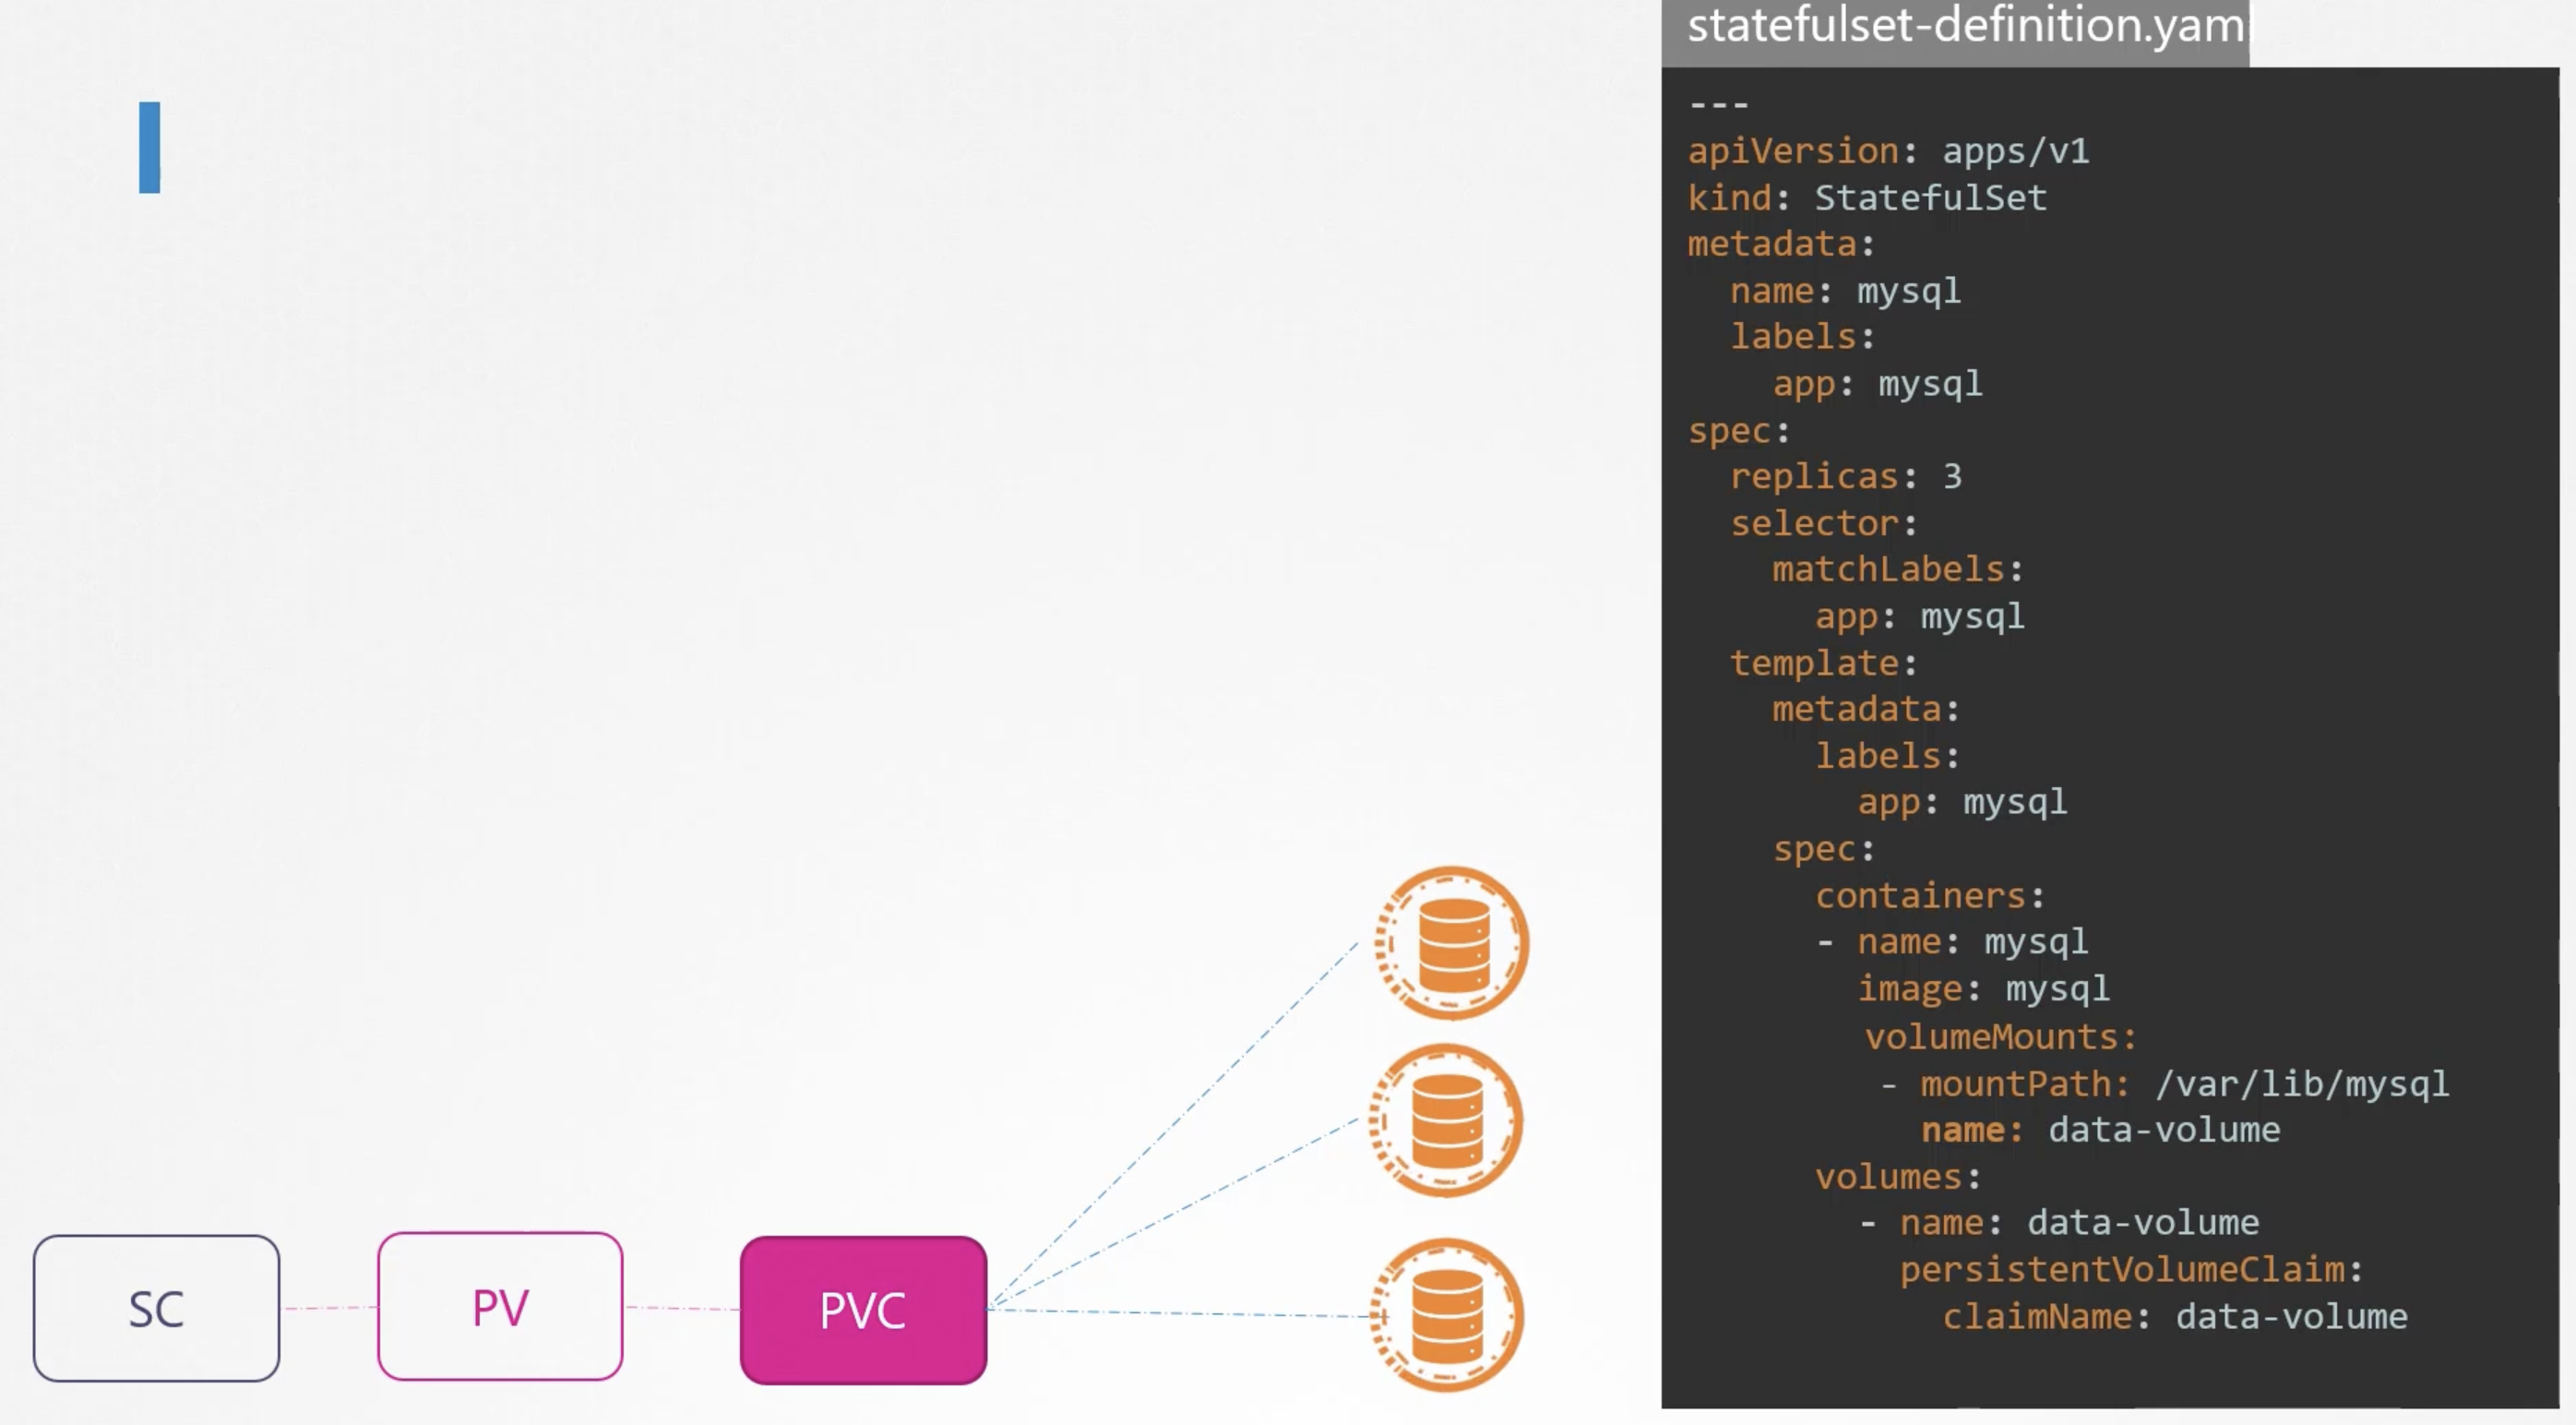 statefulset-definition.yam
---
apiVersion: apps/v1
kind: StatefulSet
metadata:
  name: mysql
  labels:
    app: mysql
spec:
  replicas: 3
  selector:
    matchLabels:
      app: mysql
  template:
    metadata:
      labels:
        app: mysql
    spec:
      containers:
      - name: mysql
        image: mysql
        volumeMounts:
         - mountPath: /var/lib/mysql
           name: data-volume
      volumes:
        - name: data-volume
          persistentVolumeClaim:
            claimName: data-volume
SC
PV
PVC